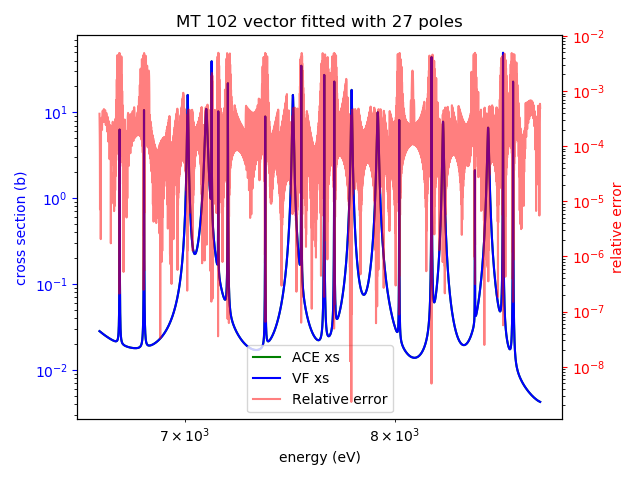 MT 102 vector fitted with 27 poles
cross section (b)
10¹
10⁰
10⁻¹
10⁻²
10⁻²
10⁻³
10⁻⁴
10⁻⁵
10⁻⁶
10⁻⁷
10⁻⁸
relative error
ACE xs
VF xs
Relative error
7 × 10³
8 × 10³
energy (eV)